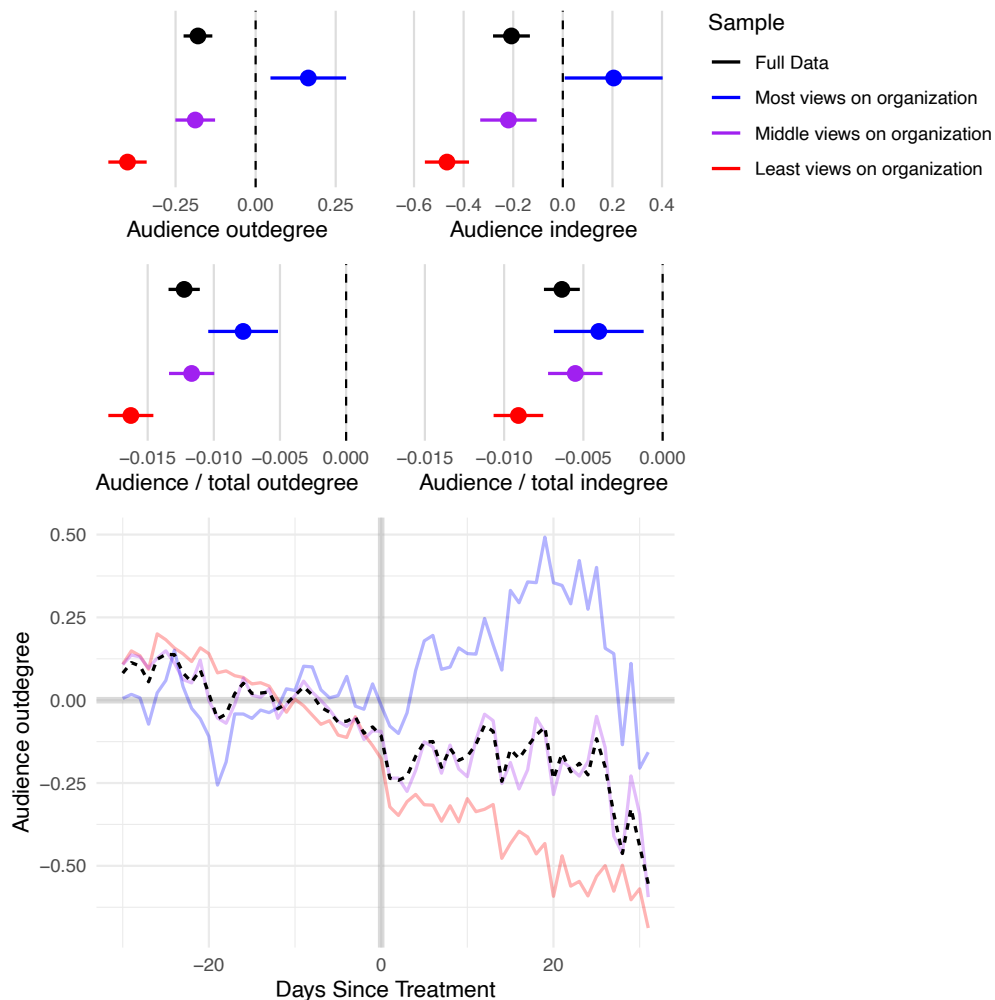 Sample
Full Data
Most views on organization
Middle views on organization
Least views on organization
−0.25 0.00 0.25
Audience outdegree
−0.6 −0.4 −0.2 0.0 0.2 0.4
Audience indegree
−0.015 −0.010 −0.005 0.000
Audience / total outdegree
−0.015 −0.010 −0.005 0.000
Audience / total indegree
Audience outdegree
0.50
0.25
0.00
−0.25
−0.50
−20 0 20
Days Since Treatment